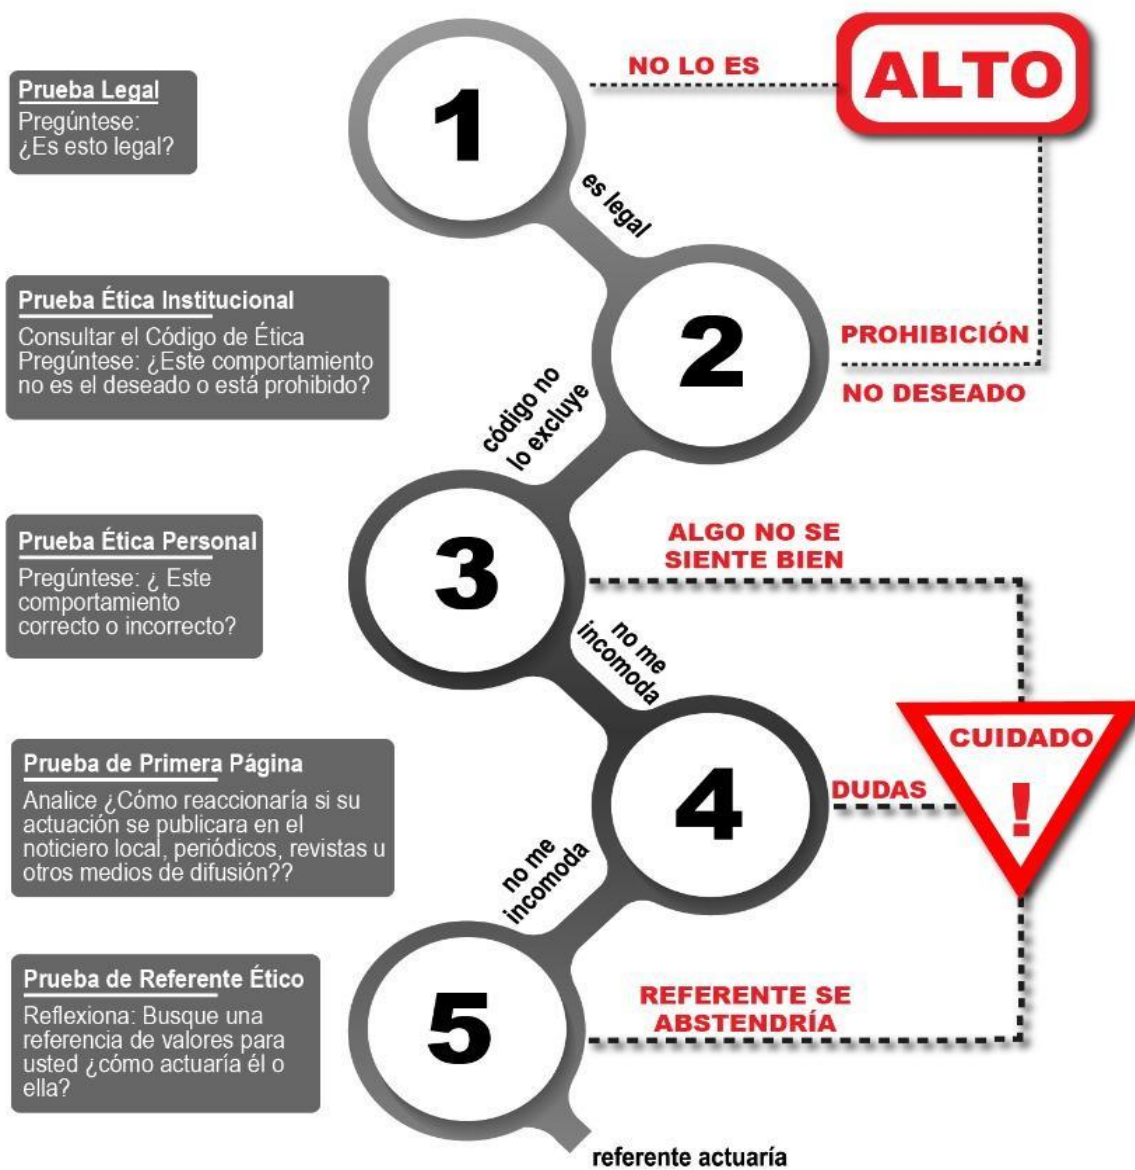 Prueba Legal
Pregúntese:
¿Es esto legal?
1
NO LO ES
ALTO
es legal
Prueba Ética Institucional
Consultar el Código de Ética
Pregúntese: ¿Este comportamiento
no es el deseado o está prohibido?
2
PROHIBICIÓN
NO DESEADO
código no
lo excluye
Prueba Ética Personal
Pregúntese: ¿ Este
comportamiento
correcto o incorrecto?
3
ALGO NO SE
SIENTE BIEN
no me
incomoda
Prueba de Primera Página
Analice ¿Cómo reaccionaría si su
actuación se publicara en el
noticiero local, periódicos, revistas u
otros medios de difusión??
4
DUDAS
CUIDADO
!
no me
incomoda
Prueba de Referente Ético
Reflexiona: Busque una
referencia de valores para
usted ¿cómo actuaría él o
ella?
5
REFERENTE SE
ABSTENDRÍA
referente actuaría